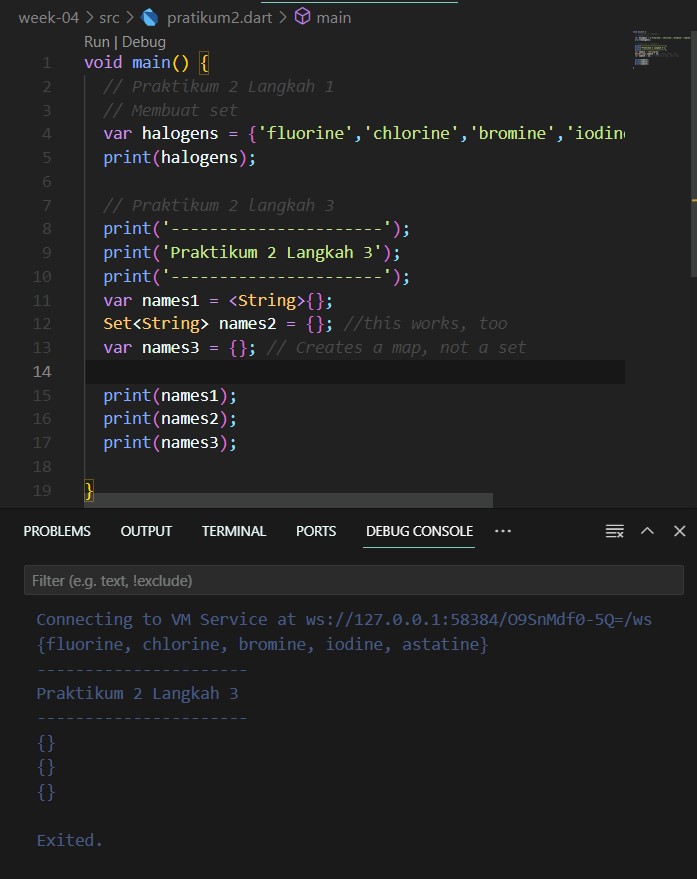 week-04 > src > pratikum2.dart > main
Run | Debug
1 void main() {
2 // Praktikum 2 Langkah 1
3 // Membuat set
4 var halogens = {'fluorine','chlorine','bromine','iodin
5 print(halogens);
6
7 // Praktikum 2 langkah 3
8 print('----------------------');
9 print('Praktikum 2 Langkah 3');
10 print('----------------------');
11 var names1 = <String>{};
12 Set<String> names2 = {}; //this works, too
13 var names3 = {}; // Creates a map, not a set
14
15 print(names1);
16 print(names2);
17 print(names3);
18
19 }
PROBLEMS OUTPUT TERMINAL PORTS DEBUG CONSOLE ...
Filter (e.g. text, !exclude)
Connecting to VM Service at ws://127.0.0.1:58384/O9SnMdf0-5Q=/ws
{fluorine, chlorine, bromine, iodine, astatine}
----------------------
Praktikum 2 Langkah 3
----------------------
{}
{}
{}
Exited.